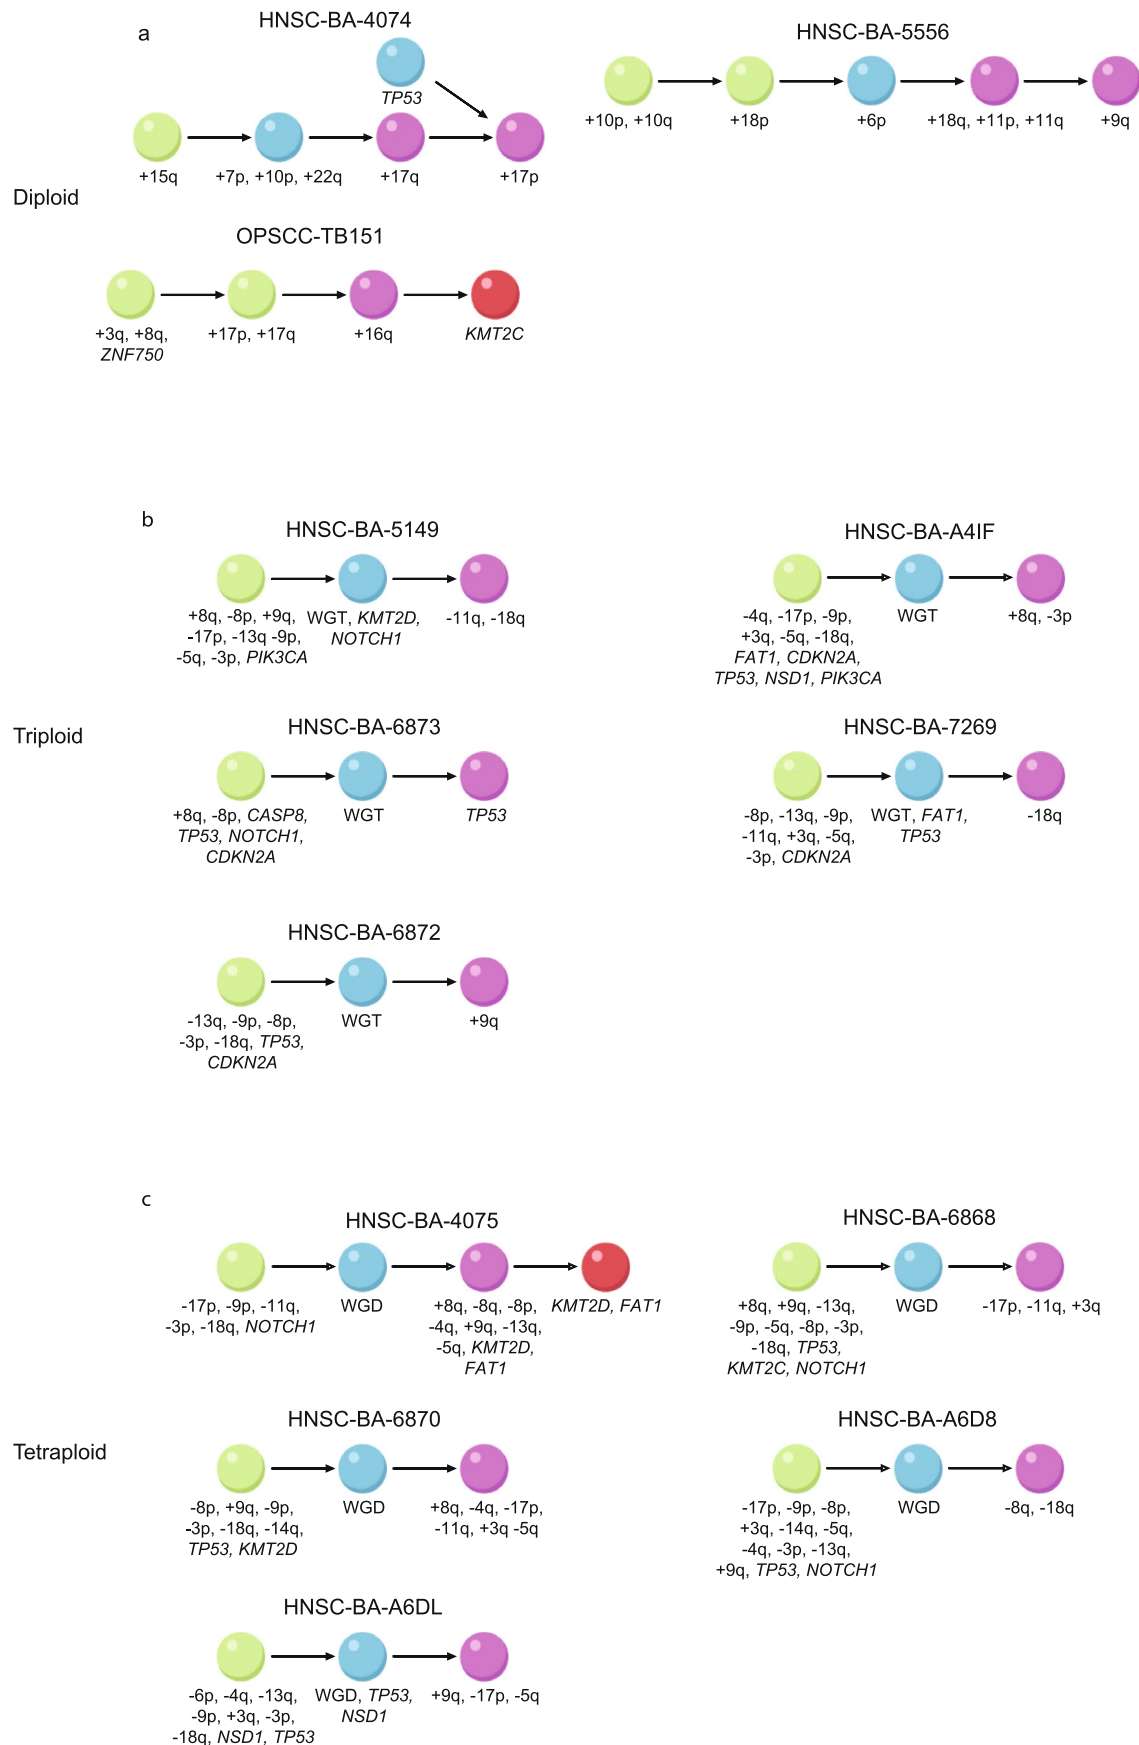 a
HNSC-BA-4074
TP53
+15q
+7p, +10p, +22q
+17q
+17p
HNSC-BA-5556
+10p, +10q
+18p
+6p
+18q, +11p, +11q
+9q
Diploid
OPSCC-TB151
+3q, +8q,
ZNF750
+17p, +17q
+16q
KMT2C
b
HNSC-BA-5149
+8q, -8p, +9q,
-17p, -13q -9p,
-5q, -3p, PIK3CA
WGT, KMT2D,
NOTCH1
-11q, -18q
HNSC-BA-A4IF
-4q, -17p, -9p,
+3q, -5q, -18q,
FAT1, CDKN2A,
TP53, NSD1, PIK3CA
WGT
+8q, -3p
Triploid
HNSC-BA-6873
+8q, -8p, CASP8,
TP53, NOTCH1,
CDKN2A
WGT
TP53
HNSC-BA-7269
-8p, -13q, -9p,
-11q, +3q, -5q,
-3p, CDKN2A
WGT, FAT1,
TP53
-18q
HNSC-BA-6872
-13q, -9p, -8p,
-3p, -18q, TP53,
CDKN2A
WGT
+9q
c
HNSC-BA-4075
-17p, -9p, -11q,
-3p, -18q, NOTCH1
WGD
+8q, -8q, -8p,
-4q, +9q, -13q,
-5q, KMT2D,
FAT1
KMT2D, FAT1
HNSC-BA-6868
+8q, +9q, -13q,
-9p, -5q, -8p, -3p,
-18q, TP53,
KMT2C, NOTCH1
WGD
-17p, -11q, +3q
Tetraploid
HNSC-BA-6870
-8p, +9q, -9p,
-3p, -18q, -14q,
TP53, KMT2D
WGD
+8q, -4q, -17p,
-11q, +3q -5q
HNSC-BA-A6D8
-17p, -9p, -8p,
+3q, -14q, -5q,
-4q, -3p, -13q,
+9q, TP53, NOTCH1
WGD
-8q, -18q
HNSC-BA-A6DL
-6p, -4q, -13q,
-9p, +3q, -3p,
-18q, NSD1, TP53
WGD, TP53,
NSD1
+9q, -17p, -5q